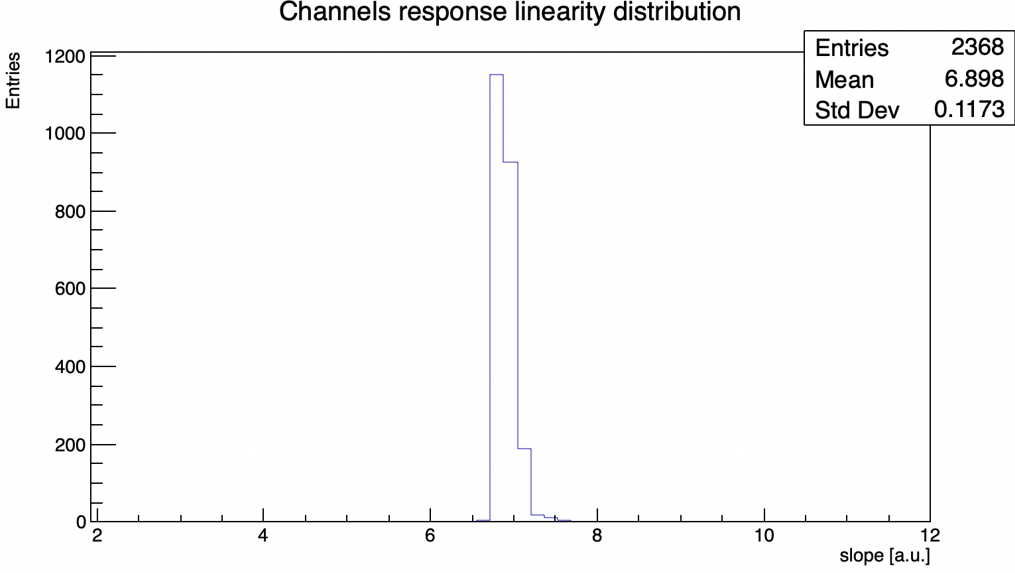 Channels response linearity distribution
Entries 2368
Mean 6.898
Std Dev 0.1173
Entries
1200
1000
800
600
400
200
0
2 4 6 8 10 12
slope [a.u.]